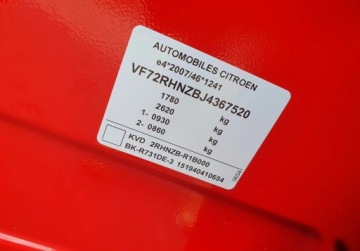 AUTOMOBILES CITROEN
e4*2007/46*1241
VF72RHNZBJ4367520
1780 kg
2620 kg
1- 0930 kg
2- 0860 kg
KVD 2RHNZB-R1B000
BK-R731DE-3 151940410654